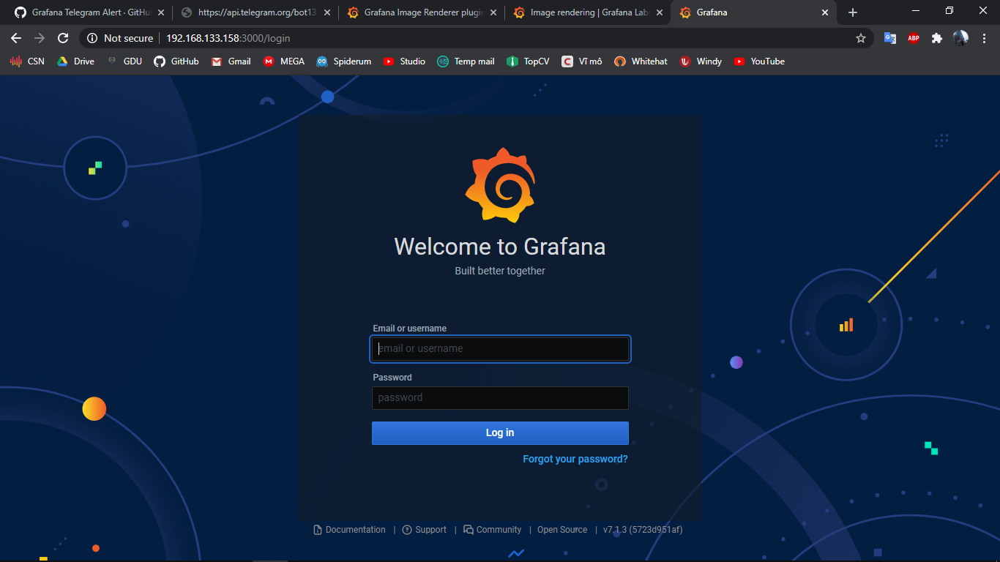 Grafana Telegram Alert · GitHu
https://api.telegram.org/bot13
Grafana Image Renderer plugin
Image rendering | Grafana Labs
Grafana
Not secure 192.168.133.158:3000/login
ABP
CSN Drive GDU GitHub Gmail MEGA Spiderum Studio Temp mail TopCV Vĩ mô Whitehat Windy YouTube
Welcome to Grafana
Built better together
Email or username
email or username
Password
password
Log in
Forgot your password?
Documentation | Support | Community | Open Source | v7.1.3 (5723d951af)